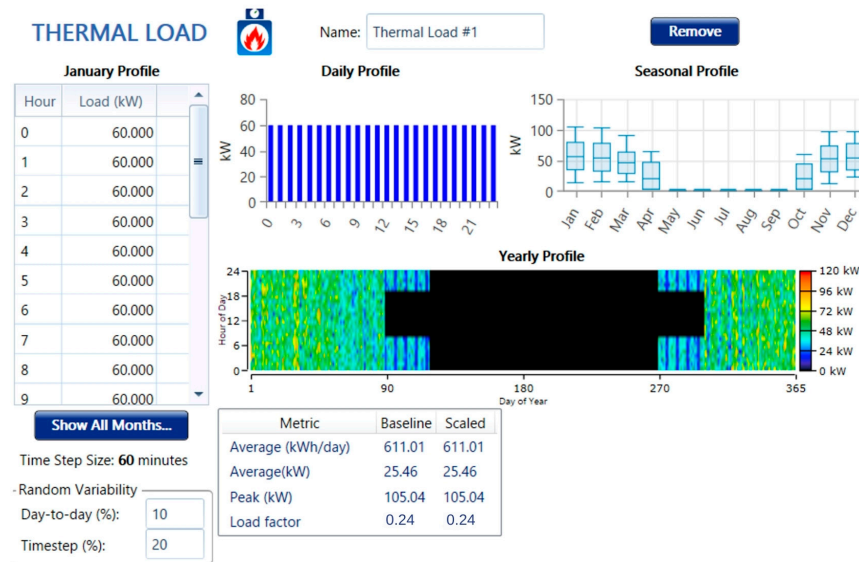 THERMAL LOAD
Name: Thermal Load #1
Remove
January Profile
Hour Load (kW)
0 60.000
1 60.000
2 60.000
3 60.000
4 60.000
5 60.000
6 60.000
7 60.000
8 60.000
9 60.000
Show All Months...
Time Step Size: 60 minutes
Random Variability
Day-to-day (%): 10
Timestep (%): 20
Daily Profile
kW
80
60
40
20
0
0 3 6 9 12 15 18 21
Seasonal Profile
kW
150
100
50
0
Jan Feb Mar Apr May Jun Jul Aug Sep Oct Nov Dec
Yearly Profile
Hour of Day
24
18
12
6
0
1 90 180 270 365
Day of Year
120 kW
96 kW
72 kW
48 kW
24 kW
0 kW
Metric Baseline Scaled
Average (kWh/day) 611.01 611.01
Average(kW) 25.46 25.46
Peak (kW) 105.04 105.04
Load factor 0.24 0.24